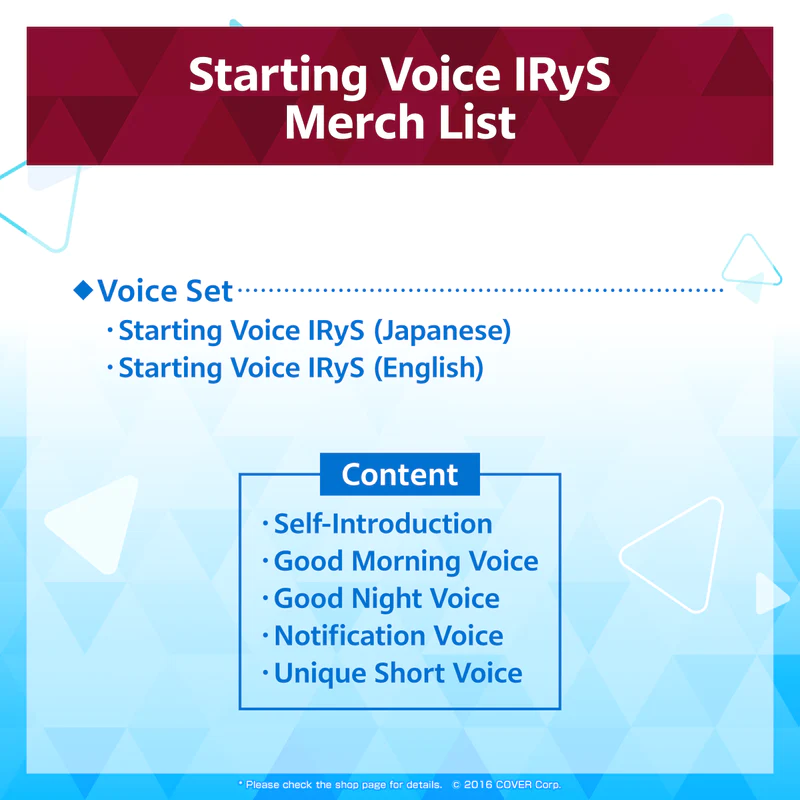 Starting Voice IRyS
Merch List
◆Voice Set
・Starting Voice IRyS (Japanese)
・Starting Voice IRyS (English)
Content
・Self-Introduction
・Good Morning Voice
・Good Night Voice
・Notification Voice
・Unique Short Voice
* Please check the shop page for details. © 2016 COVER Corp.